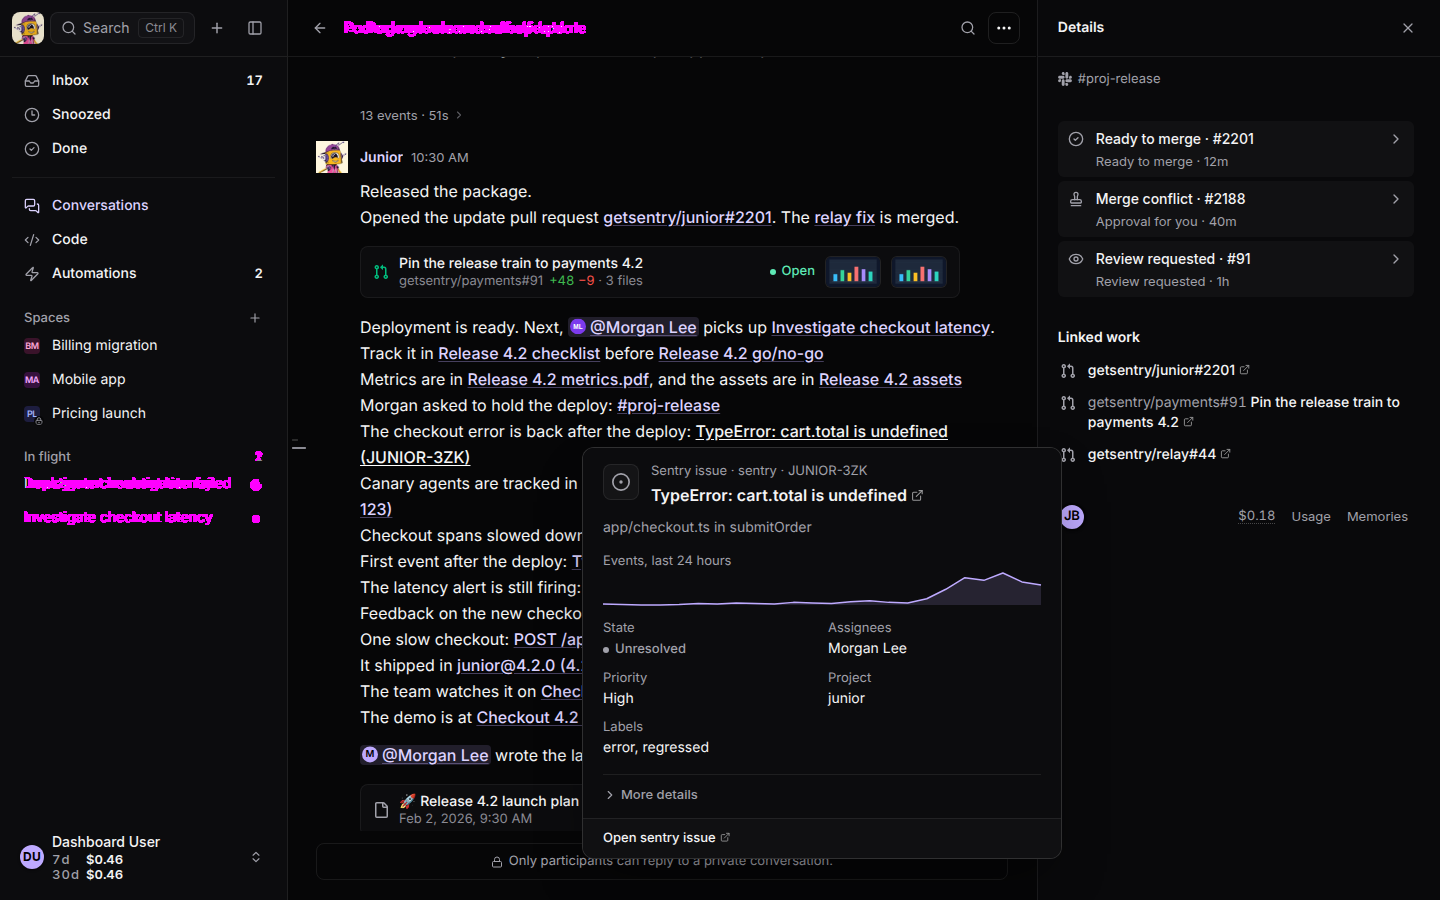 Search Ctrl K
Inbox 17
Snoozed
Done
Conversations
Code
Automations 2
Spaces
BM Billing migration
MA Mobile app
PL Pricing launch
In flight
Investigate checkout latency
DU Dashboard User
7d $0.46
30d $0.46
13 events · 51s
Junior 10:30 AM
Released the package.
Opened the update pull request getsentry/junior#2201. The relay fix is merged.
Pin the release train to payments 4.2
getsentry/payments#91 +48 −9 · 3 files
Open
Deployment is ready. Next, ML @Morgan Lee picks up Investigate checkout latency.
Track it in Release 4.2 checklist before Release 4.2 go/no-go
Metrics are in Release 4.2 metrics.pdf, and the assets are in Release 4.2 assets
Morgan asked to hold the deploy: #proj-release
The checkout error is back after the deploy: TypeError: cart.total is undefined
(JUNIOR-3ZK)
Canary agents are tracked in
123)
Checkout spans slowed down
First event after the deploy: T
The latency alert is still firing:
Feedback on the new checko
One slow checkout: POST /ap
It shipped in junior@4.2.0 (4.
The team watches it on Chec
The demo is at Checkout 4.2
M @Morgan Lee wrote the la
🚀 Release 4.2 launch plan
Feb 2, 2026, 9:30 AM
Only participants can reply to a private conversation.
Sentry issue · sentry · JUNIOR-3ZK
TypeError: cart.total is undefined
app/checkout.ts in submitOrder
Events, last 24 hours
State Assignees
Unresolved Morgan Lee
Priority Project
High junior
Labels
error, regressed
More details
Open sentry issue
Details
#proj-release
Ready to merge · #2201
Ready to merge · 12m
Merge conflict · #2188
Approval for you · 40m
Review requested · #91
Review requested · 1h
Linked work
getsentry/junior#2201
getsentry/payments#91 Pin the release train to
payments 4.2
getsentry/relay#44
JB $0.18 Usage Memories